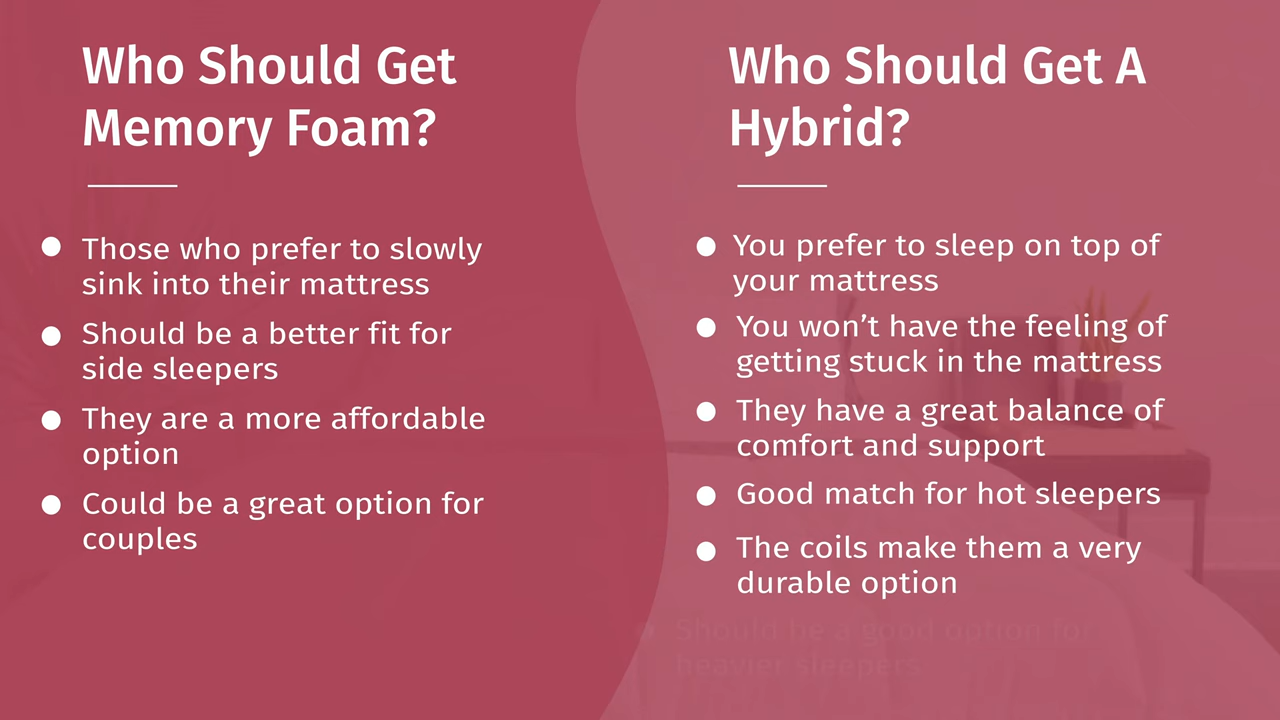 Who Should Get
Memory Foam?
Those who prefer to slowly
sink into their mattress
Should be a better fit for
side sleepers
They are a more affordable
option
Could be a great option for
couples
Who Should Get A
Hybrid?
You prefer to sleep on top of
your mattress
You won’t have the feeling of
getting stuck in the mattress
They have a great balance of
comfort and support
Good match for hot sleepers
The coils make them a very
durable option
Should be a good option for
heavier sleepers